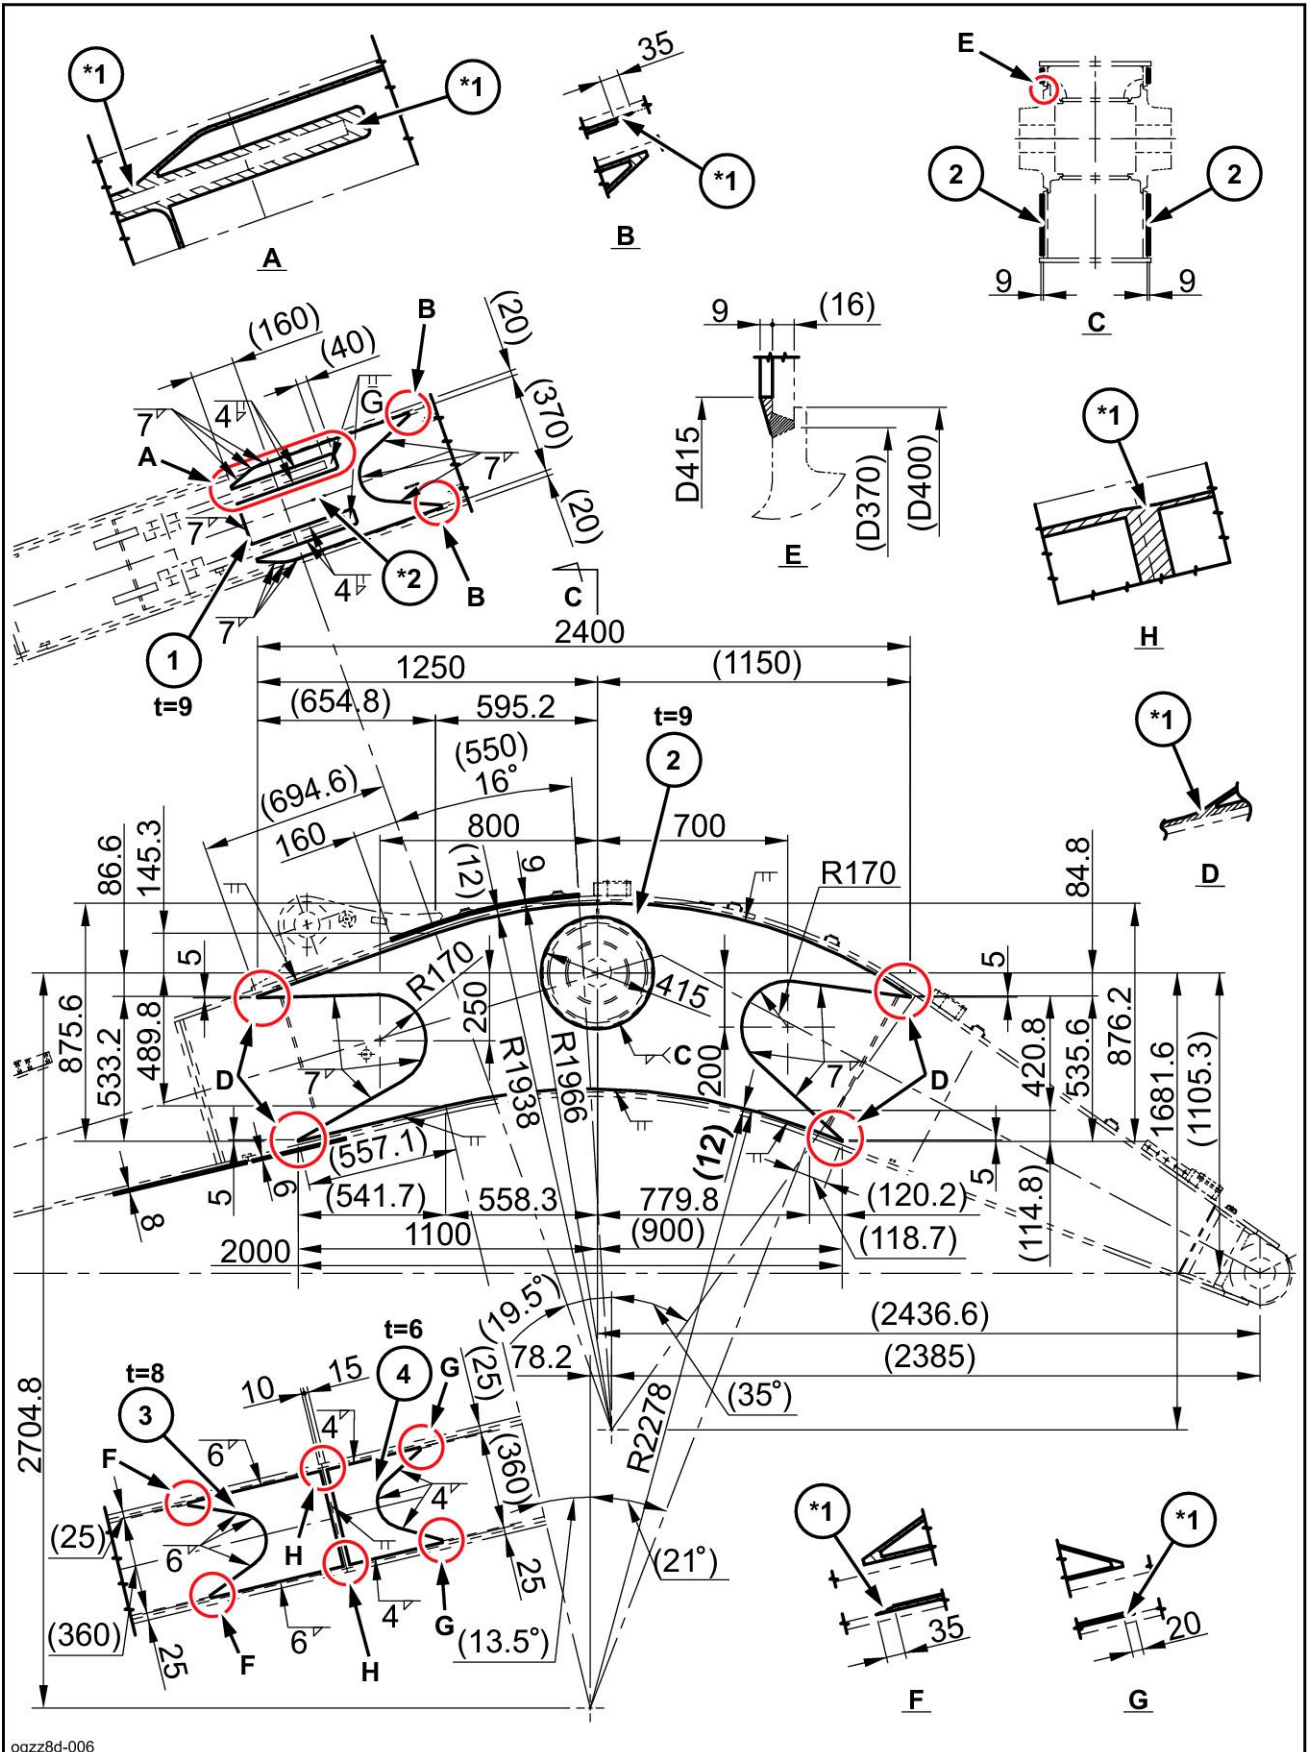 *1
*1
35
*1
E
2
2
A
B
9
9
C
(160)
(40)
B
(20)
(370)
(20)
G
7
4
A
7
7
4
*2
B
7
1
t=9
9
(16)
D415
(D370)
(D400)
E
*1
H
C
2400
1250
(1150)
(654.8)
595.2
t=9
2
(550)
16°
(694.6)
160
800
700
*1
D
86.6
145.3
(12)
9
R170
84.8
5
R170
250
415
5
875.6
533.2
489.8
D
7
R1938
R1966
C
200
7
D
420.8
535.6
876.2
1681.6
(1105.3)
(557.1)
6
5
8
(541.7)
558.3
779.8
(12)
(120.2)
5
(114.8)
2000
1100
(900)
(118.7)
(19.5°)
(2436.6)
78.2
(2385)
(35°)
R2278
2704.8
t=6
t=8
10
15
4
G
(25)
3
4
6
F
(360)
(25)
4
6
H
25
(21°)
(360)
25
6
4
G
(13.5°)
F
H
*1
35
F
*1
20
G
ogzz8d-006